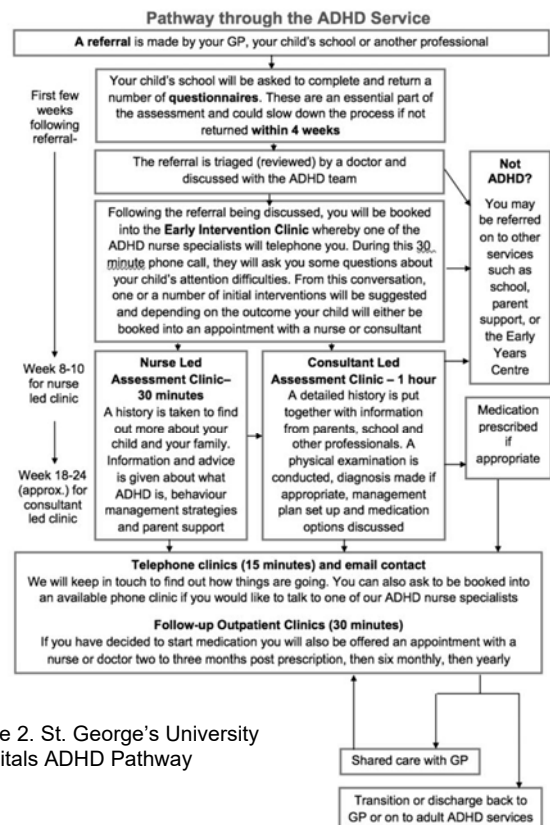 Pathway through the ADHD Service
A referral is made by your GP, your child's school or another professional
First few
weeks
following
referral-
Your child's school will be asked to complete and return a
number of questionnaires. These are an essential part of
the assessment and could slow down the process if not
returned within 4 weeks
The referral is triaged (reviewed) by a doctor and
discussed with the ADHD team
Not
ADHD?
You may
be referred
on to other
services
such as
school,
parent
support, or
the Early
Years
Centre
Following the referral being discussed, you will be booked
into the Early Intervention Clinic whereby one of the
ADHD nurse specialists will telephone you. During this 30
minute phone call, they will ask you some questions about
your child's attention difficulties. From this conversation,
one or a number of initial interventions will be suggested
and depending on the outcome your child will either be
booked into an appointment with a nurse or consultant
Week 8-10
for nurse
led clinic
Week 18-24
(approx.) for
consultant
led clinic
Nurse Led
Assessment Clinic–
30 minutes
A history is taken to find
out more about your
child and your family.
Information and advice
is given about what
ADHD is, behaviour
management strategies
and parent support
Consultant Led
Assessment Clinic – 1 hour
A detailed history is put
together with information
from parents, school and
other professionals. A
physical examination is
conducted, diagnosis made if
appropriate, management
plan set up and medication
options discussed
Medication
prescribed
if
appropriate
Telephone clinics (15 minutes) and email contact
We will keep in touch to find out how things are going. You can also ask to be booked into
an available phone clinic if you would like to talk to one of our ADHD nurse specialists
Follow-up Outpatient Clinics (30 minutes)
If you have decided to start medication you will also be offered an appointment with a
nurse or doctor two to three months post prescription, then six monthly, then yearly
e 2. St. George's University
itals ADHD Pathway
Shared care with GP
Transition or discharge back to
GP or on to adult ADHD services